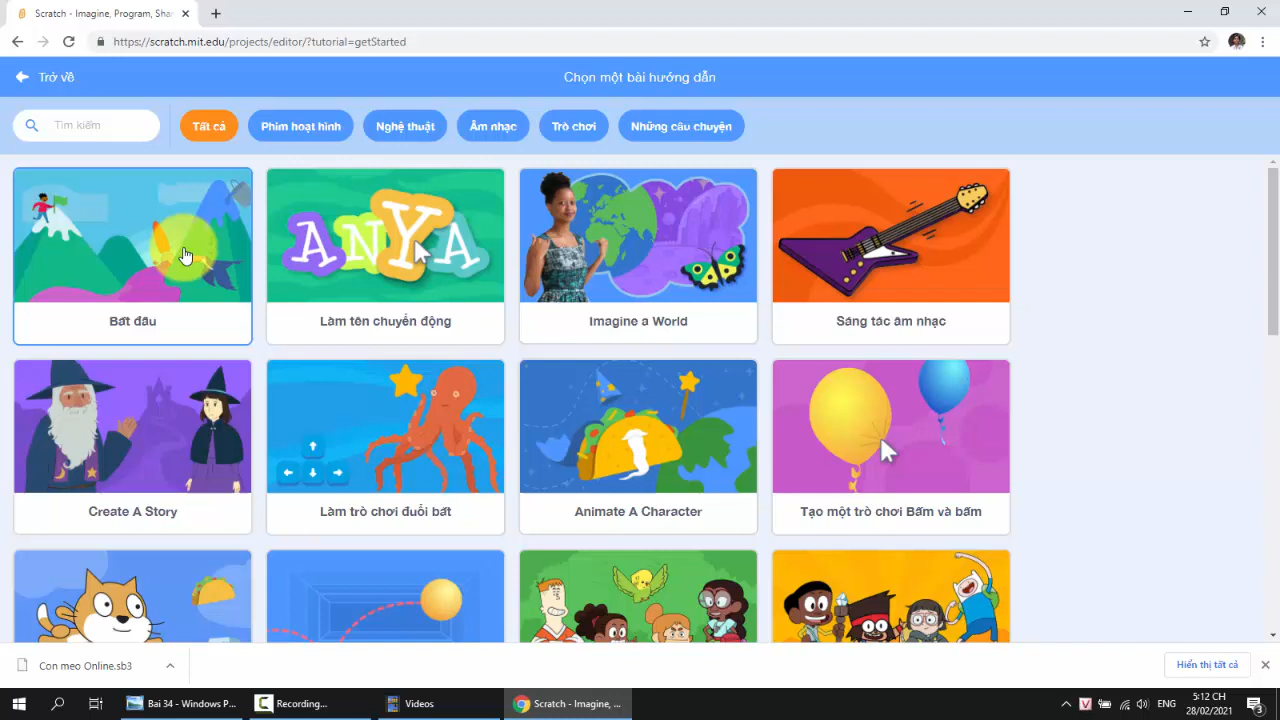 Scratch - Imagine, Program, Sha
https://scratch.mit.edu/projects/editor/?tutorial=getStarted
Trở về
Chọn một bài hướng dẫn
Tìm kiếm
Tất cả
Phim hoạt hình
Nghệ thuật
Âm nhạc
Trò chơi
Những câu chuyện
ANYA
Bắt đầu
Làm tên chuyển động
Imagine a World
Sáng tác âm nhạc
Create A Story
Làm trò chơi đuổi bắt
Animate A Character
Tạo một trò chơi Bấm và bấm
Con meo Online.sb3
Hiển thị tất cả
Bai 34 - Windows P...
Recording...
Videos
Scratch - Imagine, ...
ENG
5:12 CH
28/02/2021
3